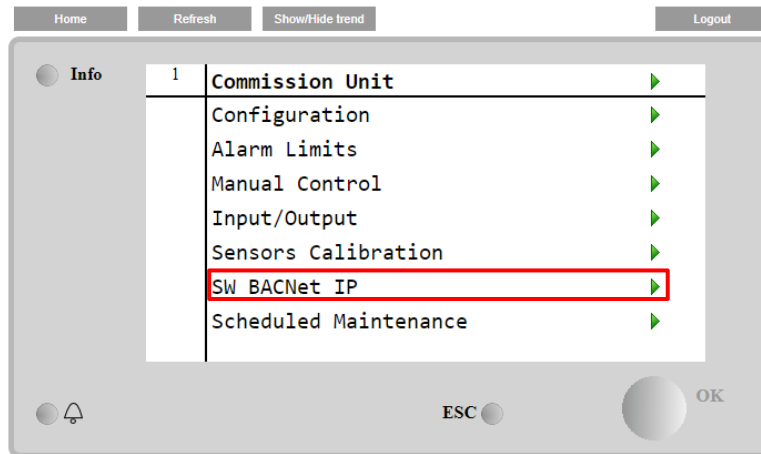 Home Refresh Show/Hide trend Logout
Info
1 Commission Unit
Configuration
Alarm Limits
Manual Control
Input/Output
Sensors Calibration
SW BACNet IP
Scheduled Maintenance
ESC OK